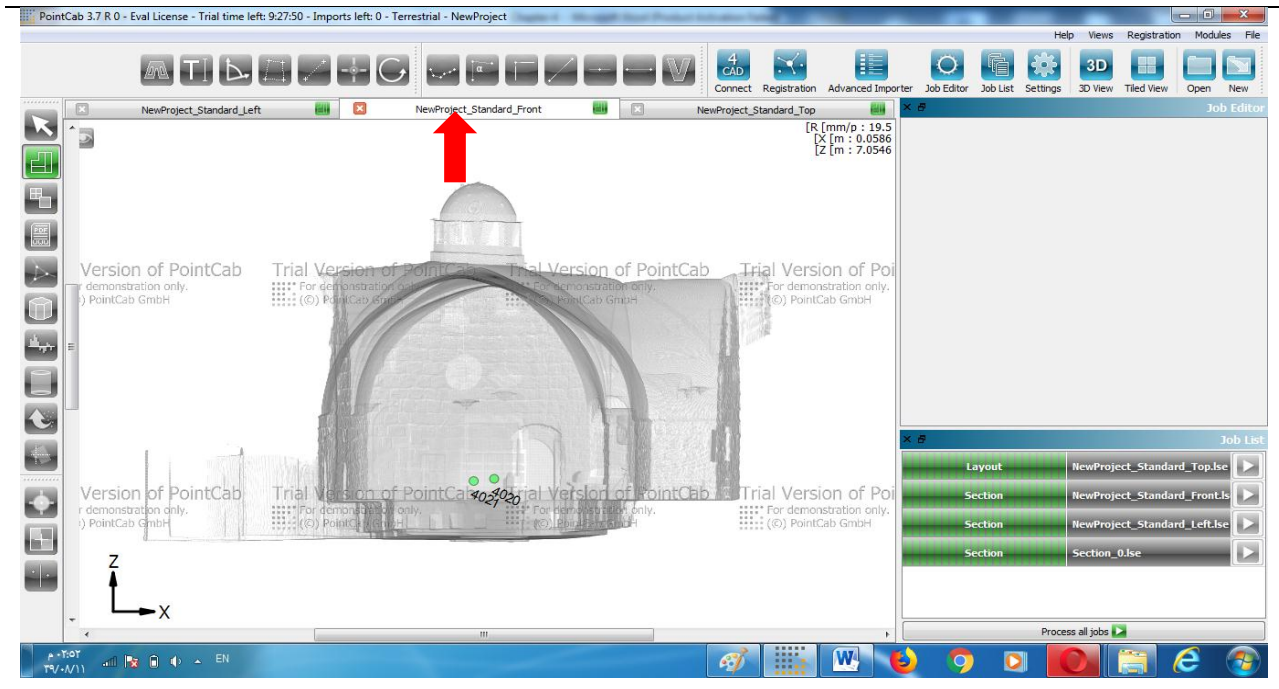 PointCab 3.7 R 0 - Eval License - Trial time left: 9:27:50 - Imports left: 0 - Terrestrial - NewProject
Help Views Registration Modules File
4
CAD
3D
Connect Registration Advanced Importer Job Editor Job List Settings 3D View Tiled View Open New
NewProject_Standard_Left NewProject_Standard_Front NewProject_Standard_Top
Job Editor
[R [mm/p : 19.5
[X [m : 0.0586
[Z [m : 7.0546
PDF
Version of PointCab Trial Version of PointCab Trial Version of PointCab Trial Version of Poi
r demonstration only. For demonstration only. For demonstration only. For demonstration only.
) PointCab GmbH (©) PointCab GmbH (©) PointCab GmbH (©) PointCab GmbH
4021 4020
Version of PointCab Trial Version of PointCab Trial Version of PointCab Trial Version of Poi
r demonstration only. For demonstration only. For demonstration only. For demonstration only.
) PointCab GmbH (©) PointCab GmbH (©) PointCab GmbH (©) PointCab GmbH
Z
X
Job List
Layout NewProject_Standard_Top.lse
Section NewProject_Standard_Front.ls
Section NewProject_Standard_Left.lse
Section Section_0.lse
Process all jobs
EN
م ٠٢:٥٢
٣٩/٠٨/١١